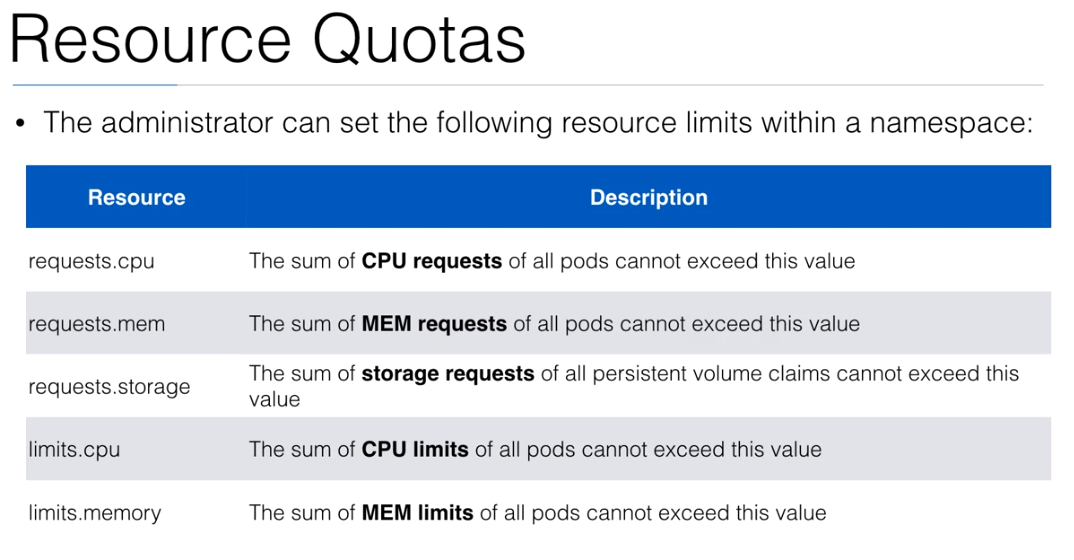 Resource Quotas
• The administrator can set the following resource limits within a namespace:
Resource Description
requests.cpu The sum of CPU requests of all pods cannot exceed this value
requests.mem The sum of MEM requests of all pods cannot exceed this value
requests.storage The sum of storage requests of all persistent volume claims cannot exceed this
value
limits.cpu The sum of CPU limits of all pods cannot exceed this value
limits.memory The sum of MEM limits of all pods cannot exceed this value